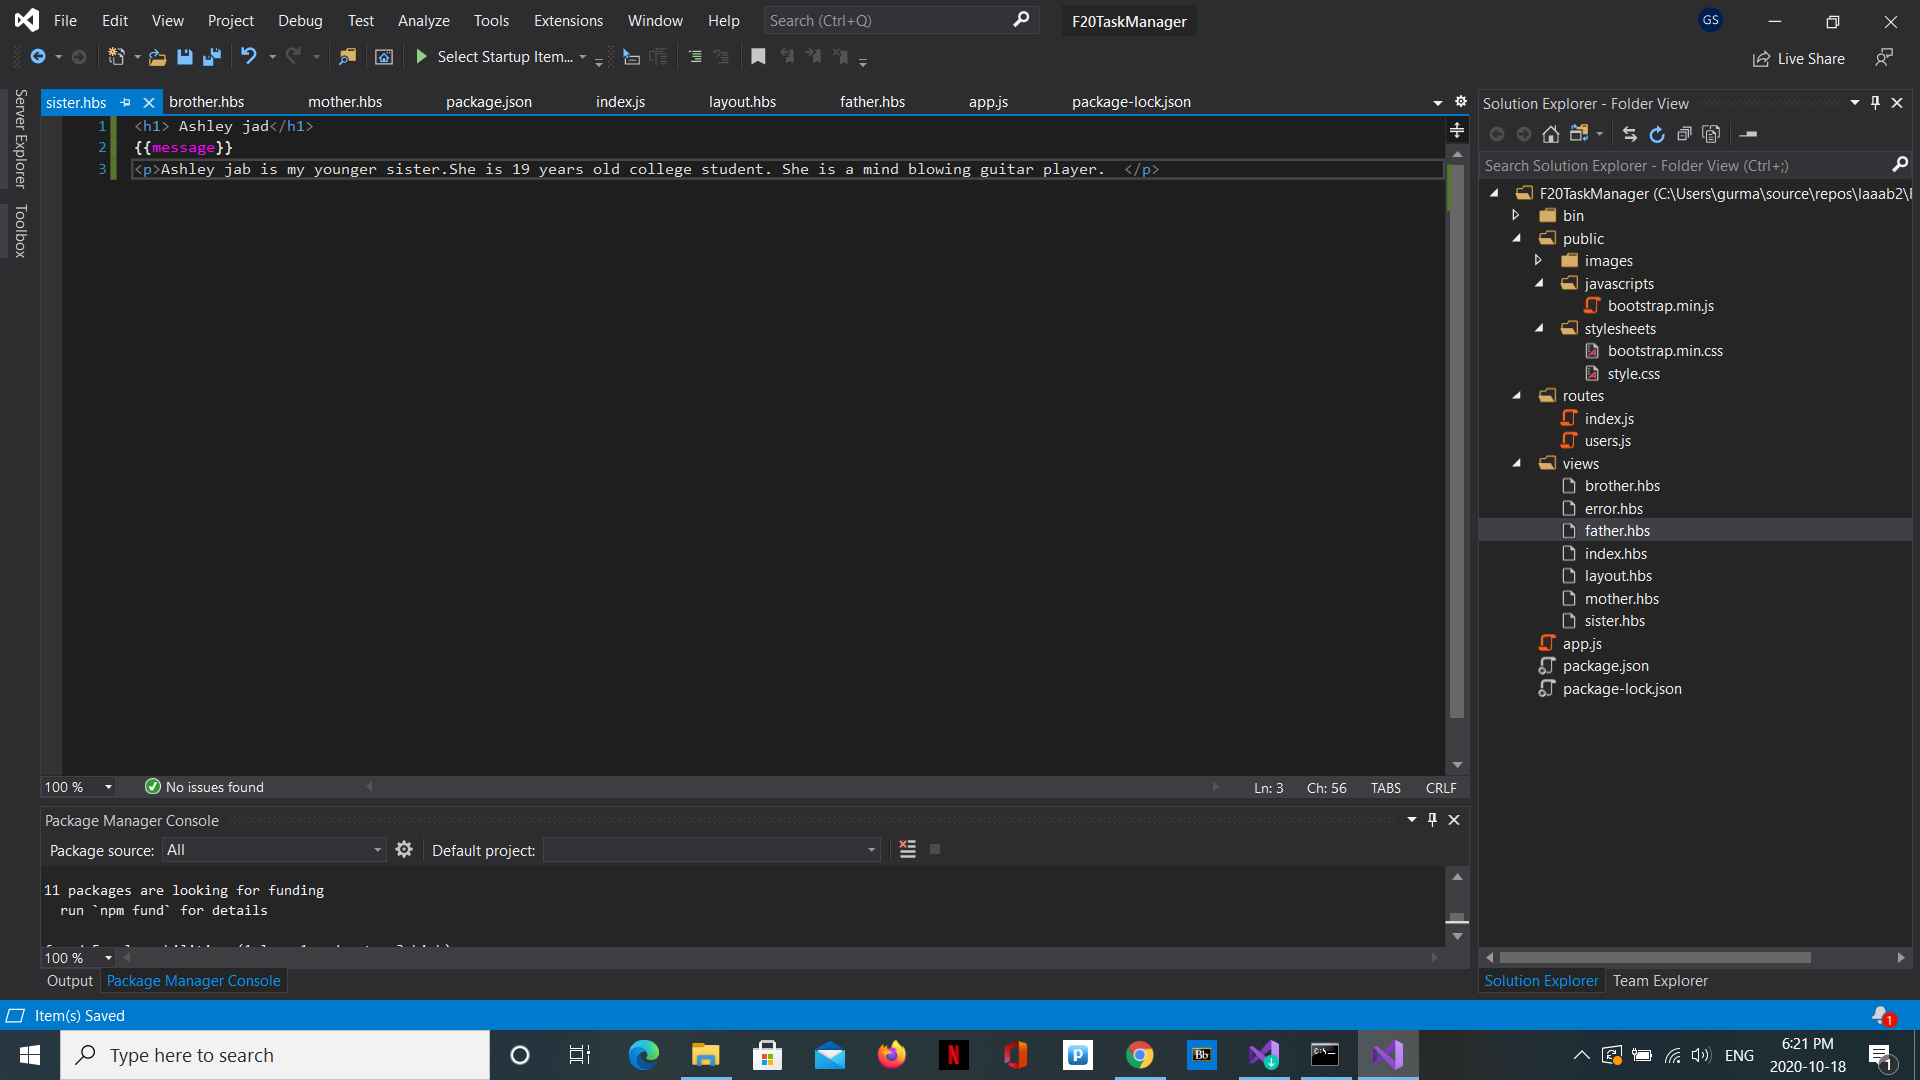 File Edit View Project Debug Test Analyze Tools Extensions Window Help Search (Ctrl+Q) F20TaskManager GS
Select Startup Item... Live Share
Server Explorer
Toolbox
sister.hbs brother.hbs mother.hbs package.json index.js layout.hbs father.hbs app.js package-lock.json
1 <h1> Ashley jad</h1>
2 {{message}}
3 <p>Ashley jab is my younger sister.She is 19 years old college student. She is a mind blowing guitar player.  </p>
100 % No issues found Ln: 3 Ch: 56 TABS CRLF
Package Manager Console
Package source: All Default project:
11 packages are looking for funding
run `npm fund` for details
100 %
Output Package Manager Console
Solution Explorer - Folder View
Search Solution Explorer - Folder View (Ctrl+;)
F20TaskManager (C:\Users\gurma\source\repos\laaab2\
bin
public
images
javascripts
bootstrap.min.js
stylesheets
bootstrap.min.css
style.css
routes
index.js
users.js
views
brother.hbs
error.hbs
father.hbs
index.hbs
layout.hbs
mother.hbs
sister.hbs
app.js
package.json
package-lock.json
Solution Explorer Team Explorer
Item(s) Saved 1
Type here to search N P Bb ENG 6:21 PM
2020-10-18 1